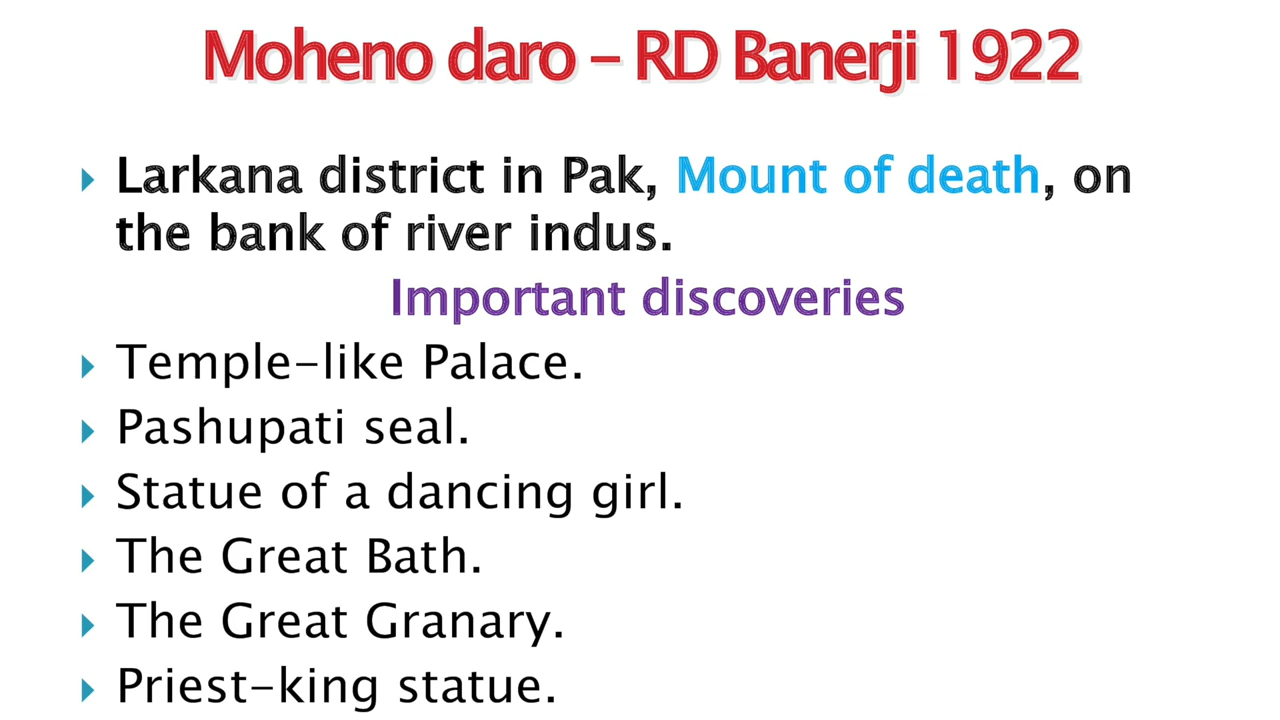 Moheno daro – RD Banerji 1922
Larkana district in Pak, Mount of death, on
the bank of river indus.
Important discoveries
Temple-like Palace.
Pashupati seal.
Statue of a dancing girl.
The Great Bath.
The Great Granary.
Priest-king statue.